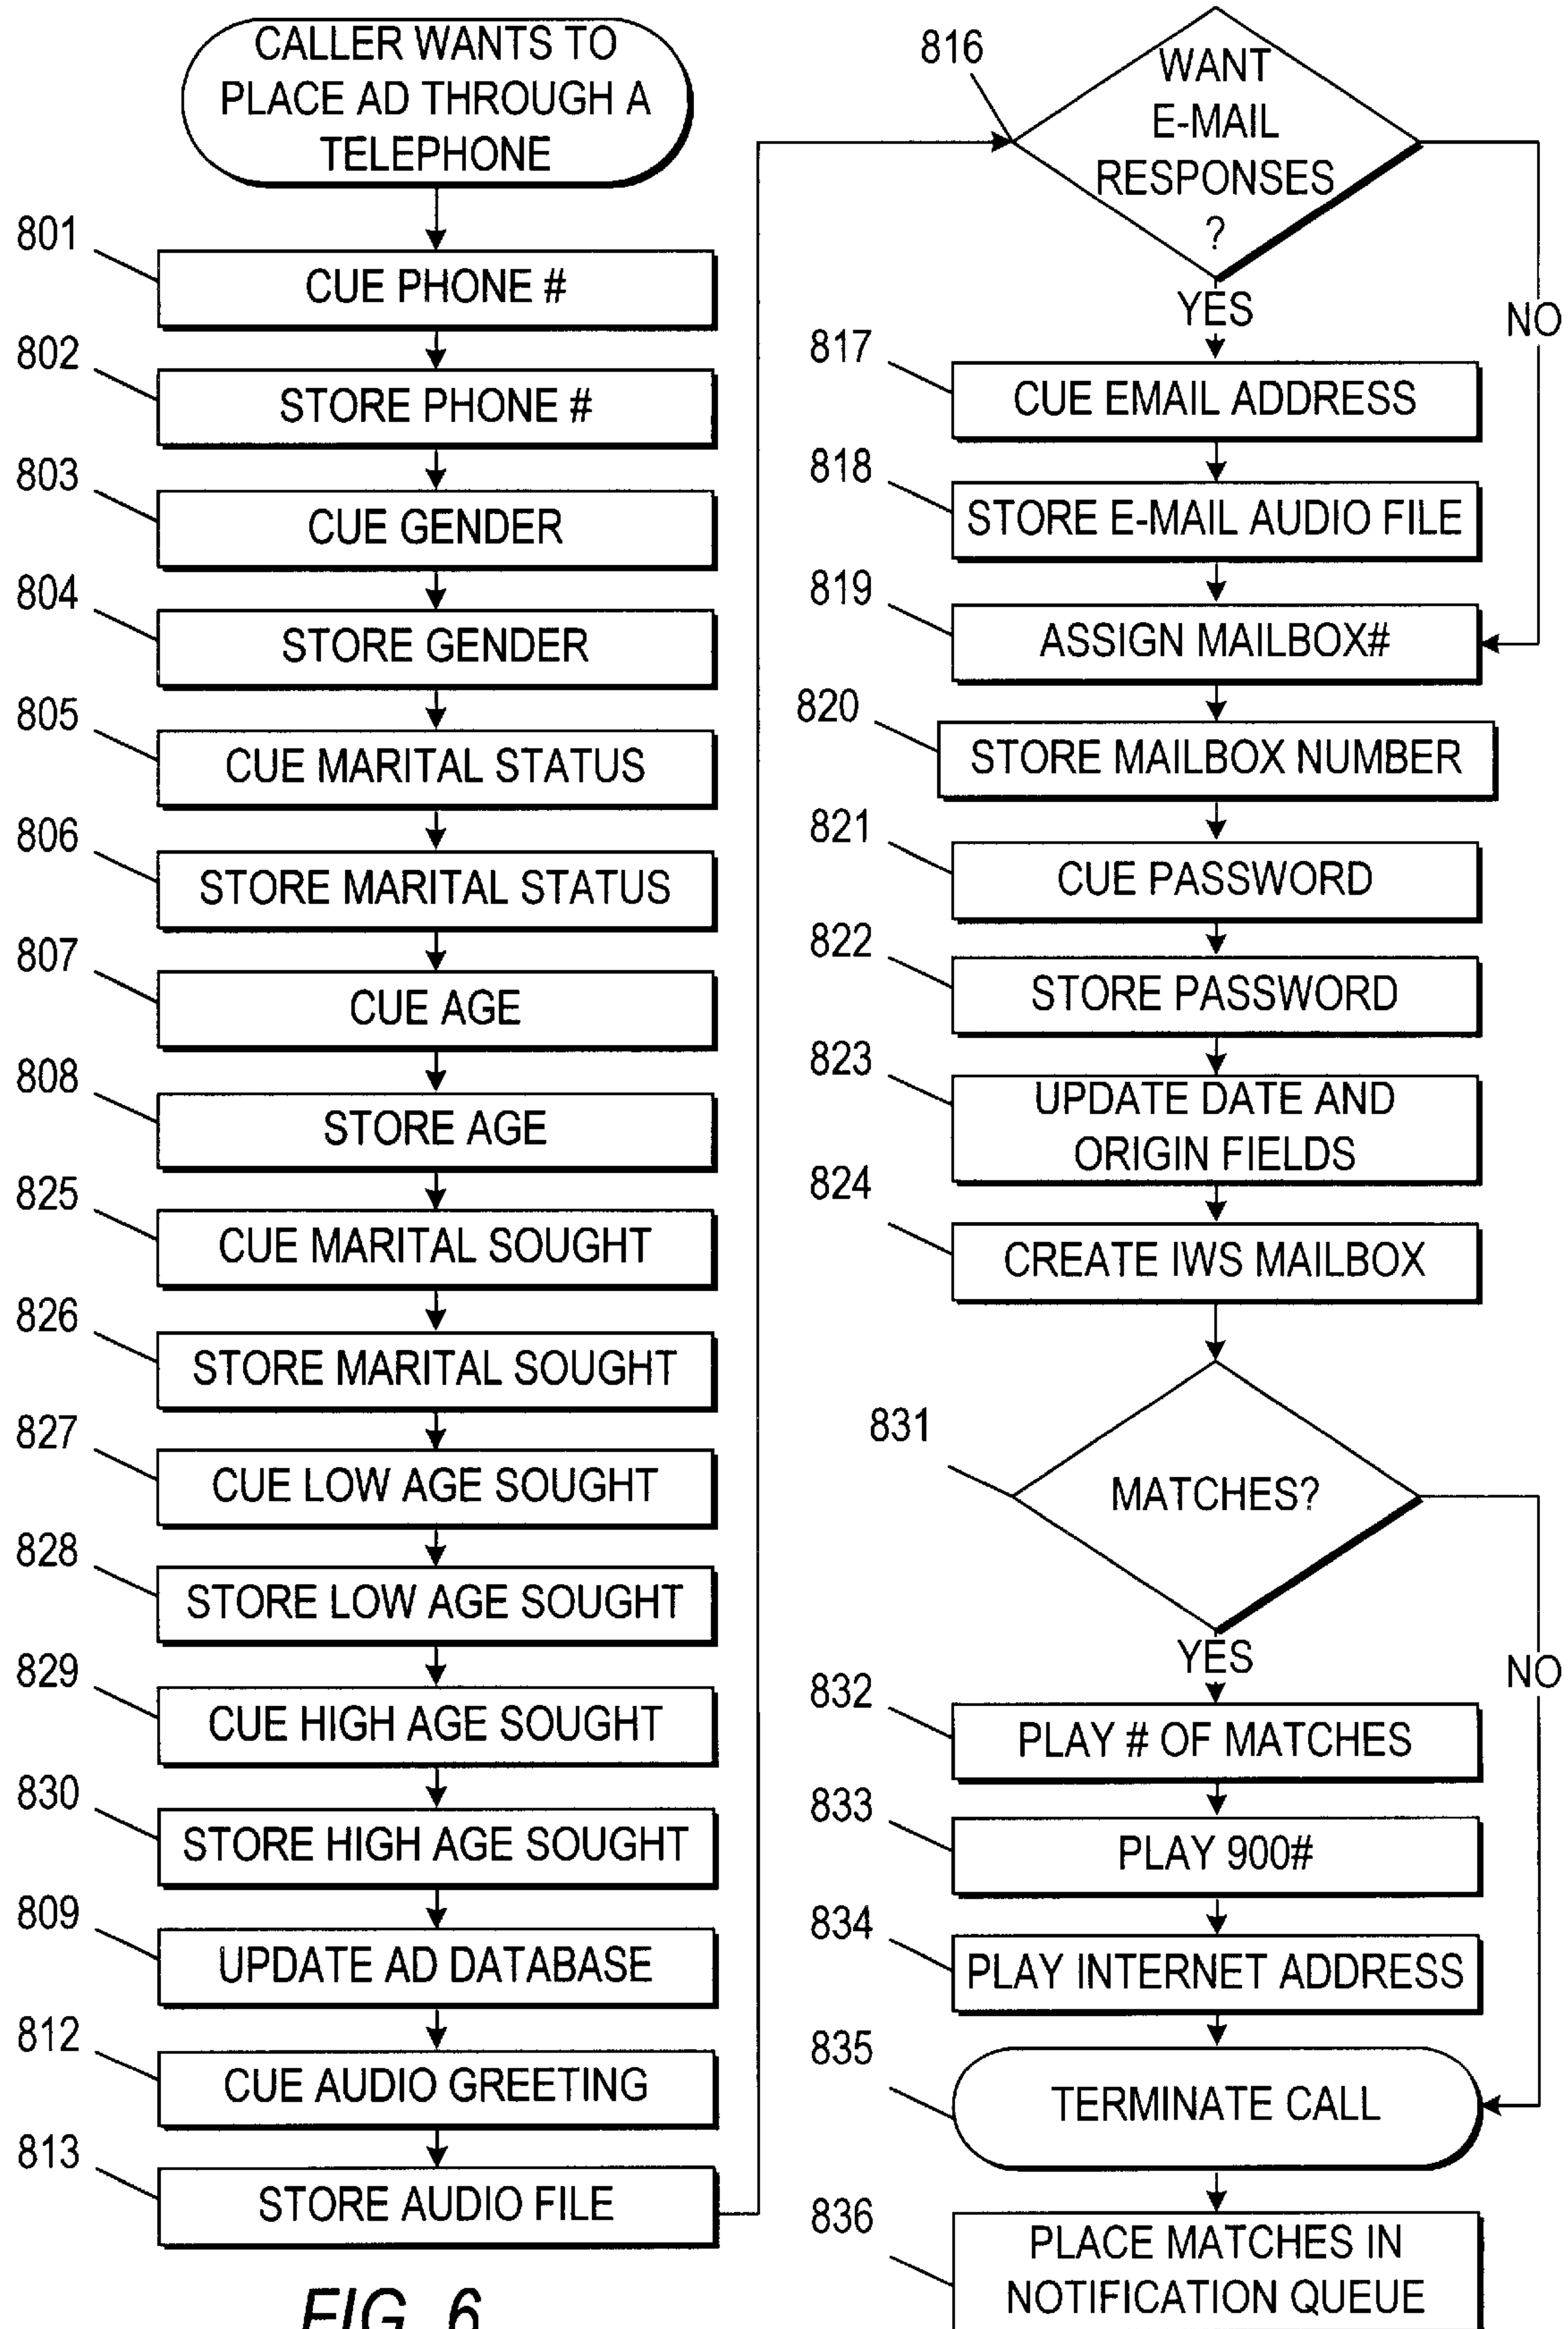 CALLER WANTS TO
PLACE AD THROUGH A
TELEPHONE
801
CUE PHONE #
802
STORE PHONE #
803
CUE GENDER
804
STORE GENDER
805
CUE MARITAL STATUS
806
STORE MARITAL STATUS
807
CUE AGE
808
STORE AGE
825
CUE MARITAL SOUGHT
826
STORE MARITAL SOUGHT
827
CUE LOW AGE SOUGHT
828
STORE LOW AGE SOUGHT
829
CUE HIGH AGE SOUGHT
830
STORE HIGH AGE SOUGHT
809
UPDATE AD DATABASE
812
CUE AUDIO GREETING
813
STORE AUDIO FILE
FIG. 6
816
WANT
E-MAIL
RESPONSES
?
YES
NO
817
CUE EMAIL ADDRESS
818
STORE E-MAIL AUDIO FILE
819
ASSIGN MAILBOX#
820
STORE MAILBOX NUMBER
821
CUE PASSWORD
822
STORE PASSWORD
823
UPDATE DATE AND
ORIGIN FIELDS
824
CREATE IWS MAILBOX
831
MATCHES?
YES
NO
832
PLAY # OF MATCHES
833
PLAY 900#
834
PLAY INTERNET ADDRESS
835
TERMINATE CALL
836
PLACE MATCHES IN
NOTIFICATION QUEUE